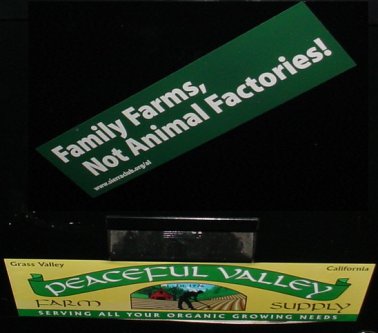 Family Farms,
Not Animal Factories!
www.sierraclub.org/al
Grass Valley California
PEACEFUL VALLEY
FARM SUPPLY
SERVING ALL YOUR ORGANIC GROWING NEEDS